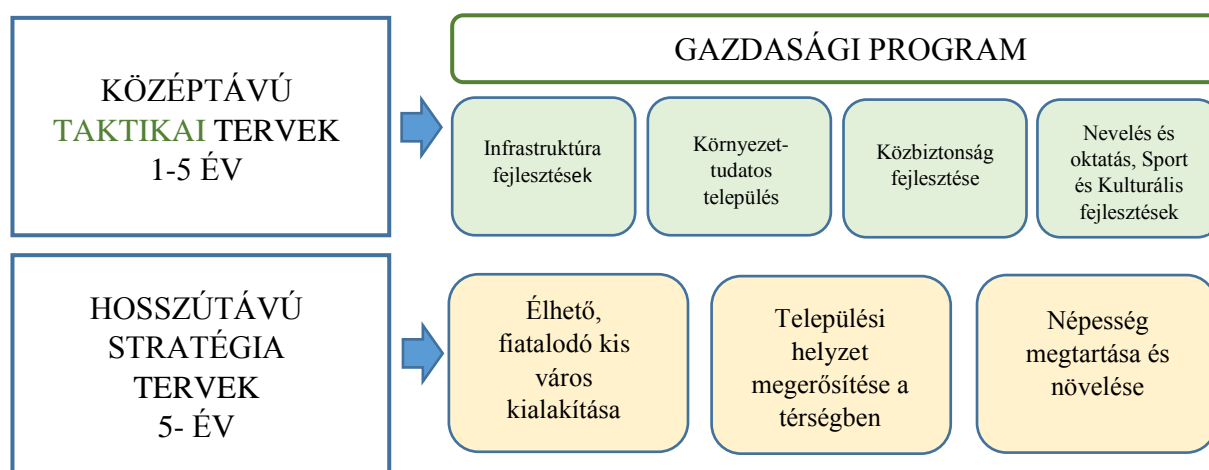 KÖZÉPTÁVÚ
TAKTIKAI TERVEK
1-5 ÉV
GAZDASÁGI PROGRAM
Infrastruktúra
fejlesztések
Környezet-
tudatos
település
Közbiztonság
fejlesztése
Nevelés és
oktatás, Sport
és Kulturális
fejlesztések
HOSSZÚTÁVÚ
STRATÉGIA
TERVEK
5- ÉV
Élhető,
fiatalodó kis
város
kialakítása
Települési
helyzet
megerősítése a
térségben
Népesség
megtartása és
növelése